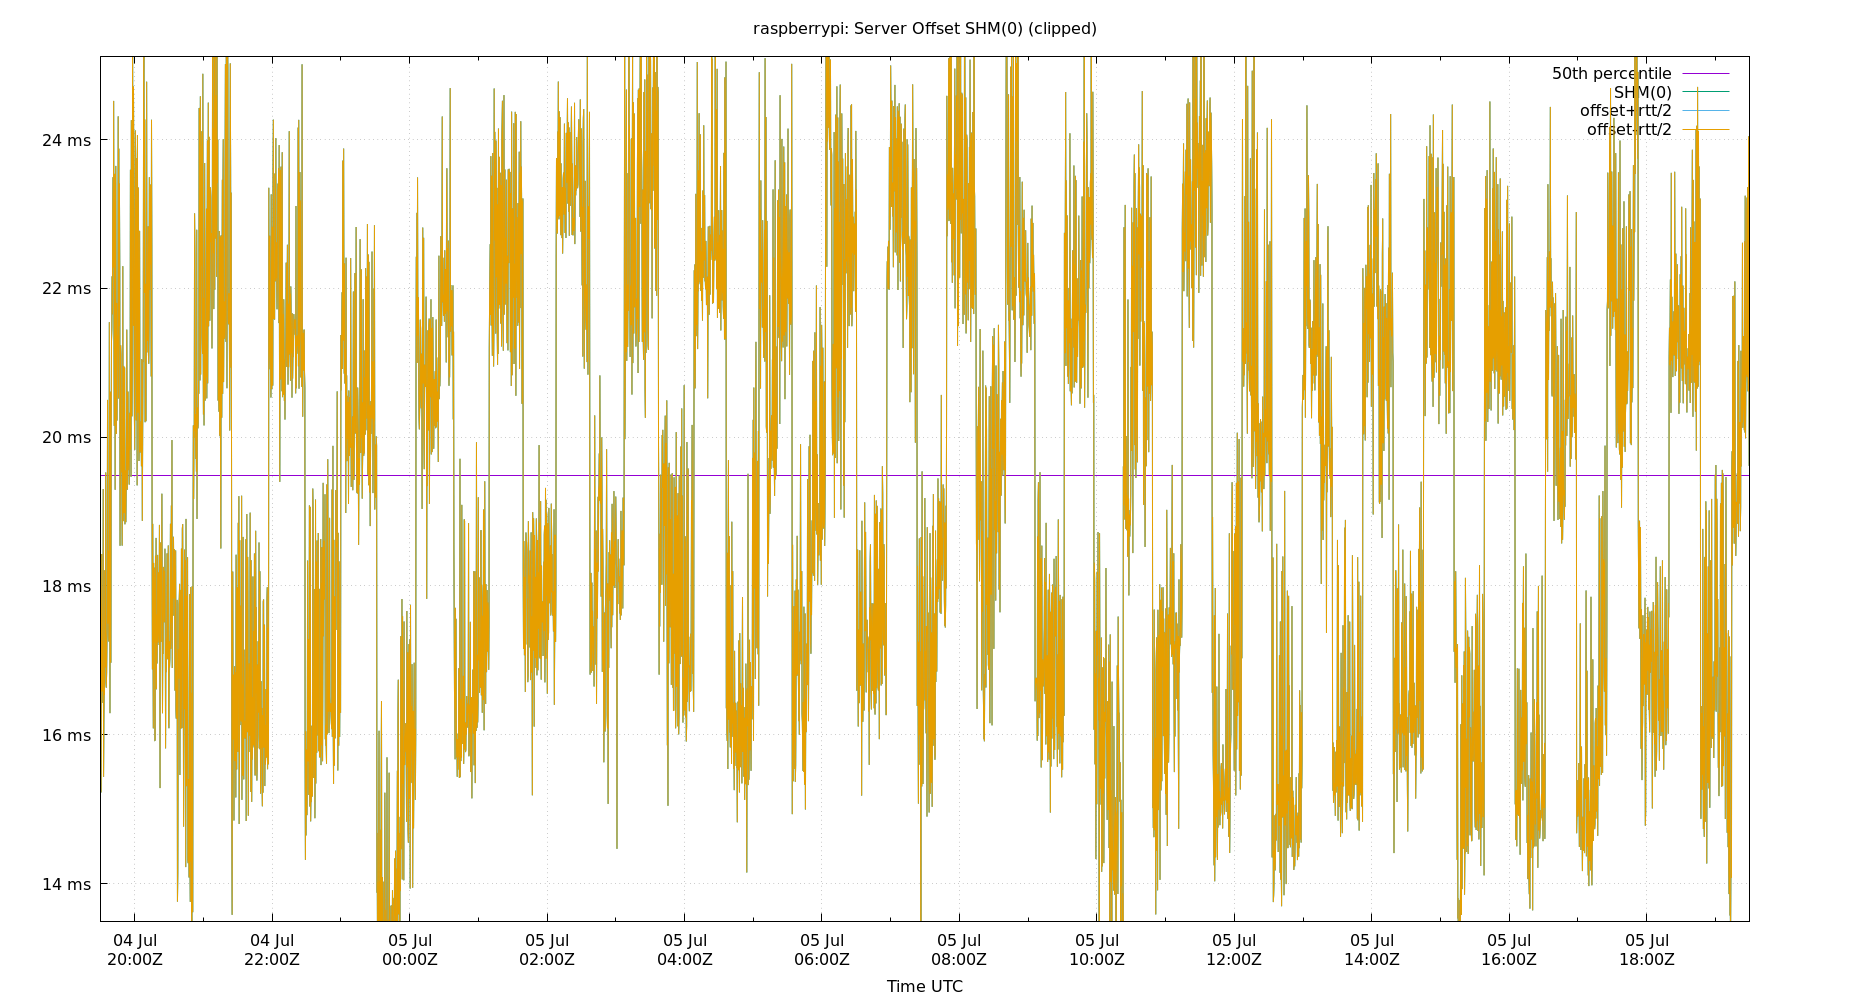 raspberrypi: Server Offset SHM(0) (clipped)
50th percentile
SHM(0)
offset+rtt/2
offset-rtt/2
24 ms
22 ms
20 ms
18 ms
16 ms
14 ms
04 Jul 04 Jul 05 Jul 05 Jul 05 Jul 05 Jul 05 Jul 05 Jul 05 Jul 05 Jul 05 Jul 05 Jul
20:00Z 22:00Z 00:00Z 02:00Z 04:00Z 06:00Z 08:00Z 10:00Z 12:00Z 14:00Z 16:00Z 18:00Z
Time UTC